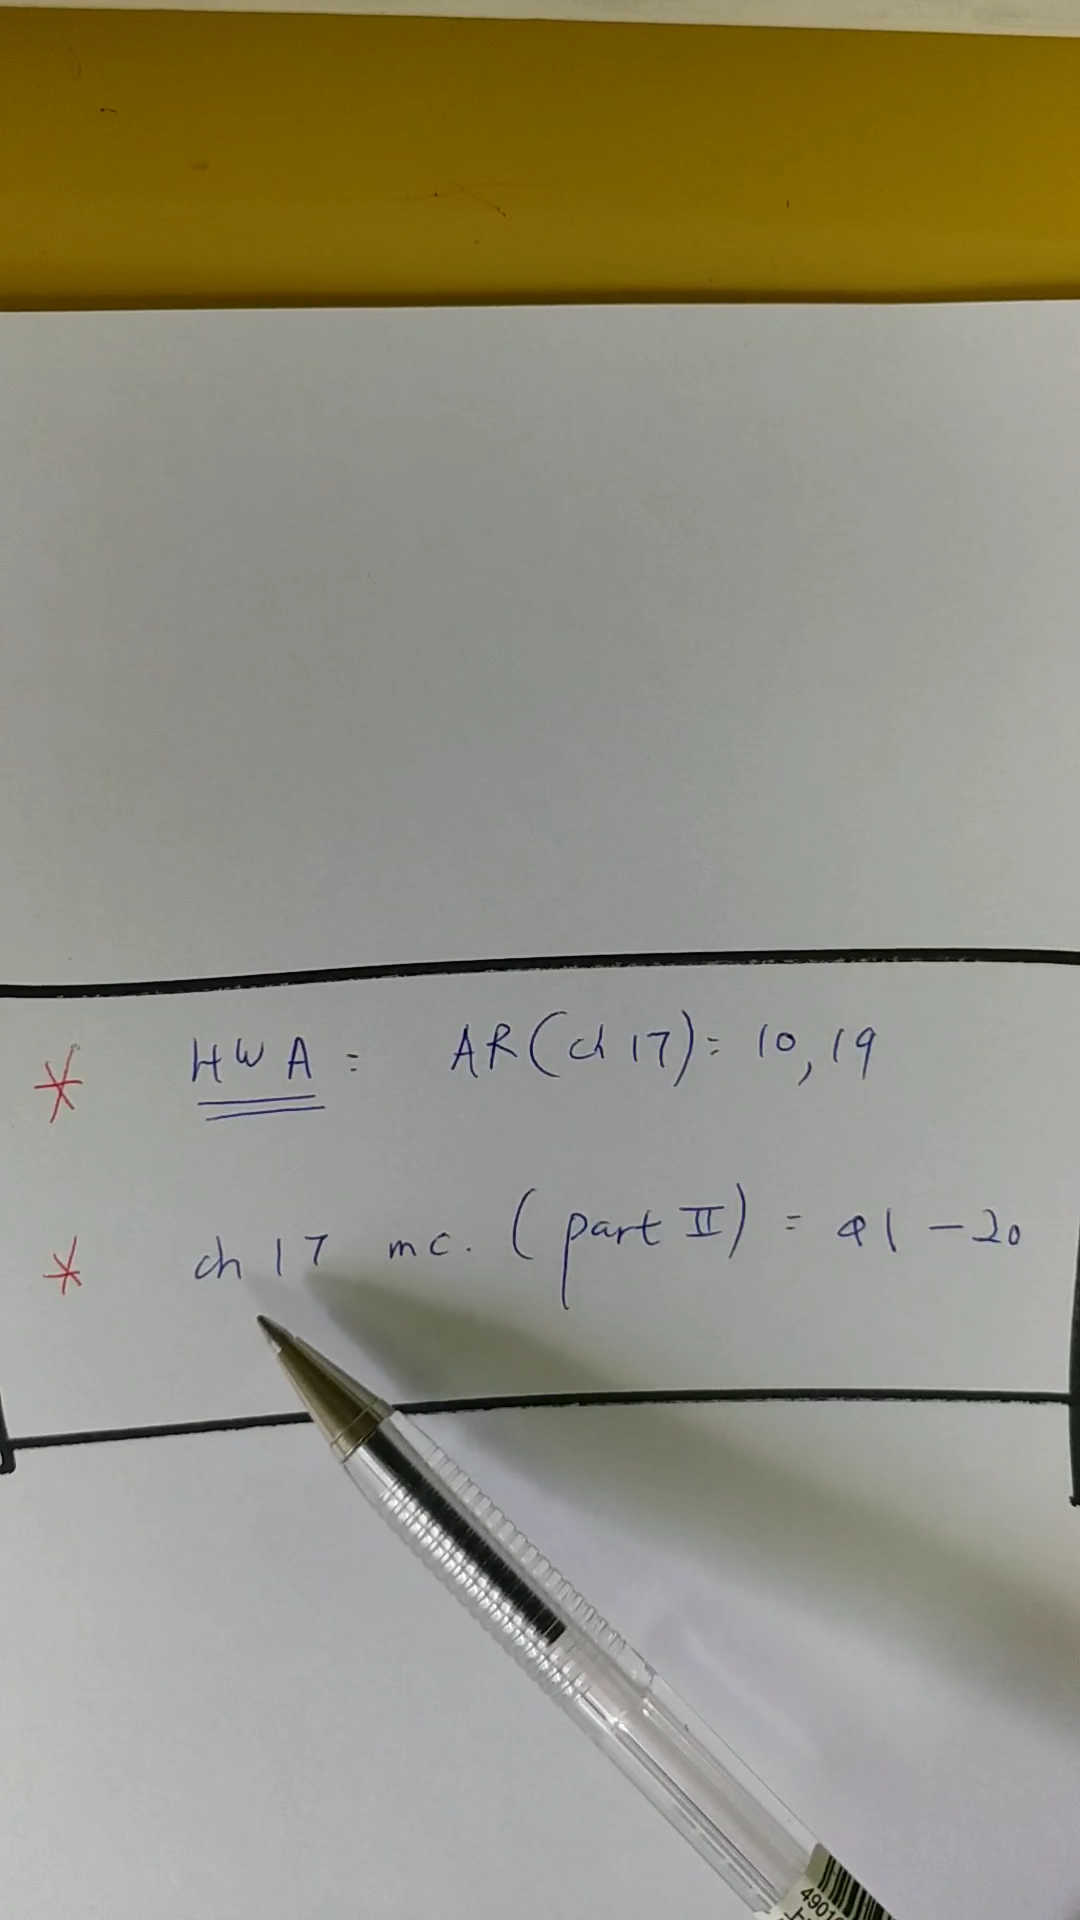 * HWA: AR(ch 17): 10, 19
* ch 17 mc. (part II) = Q1 - 20